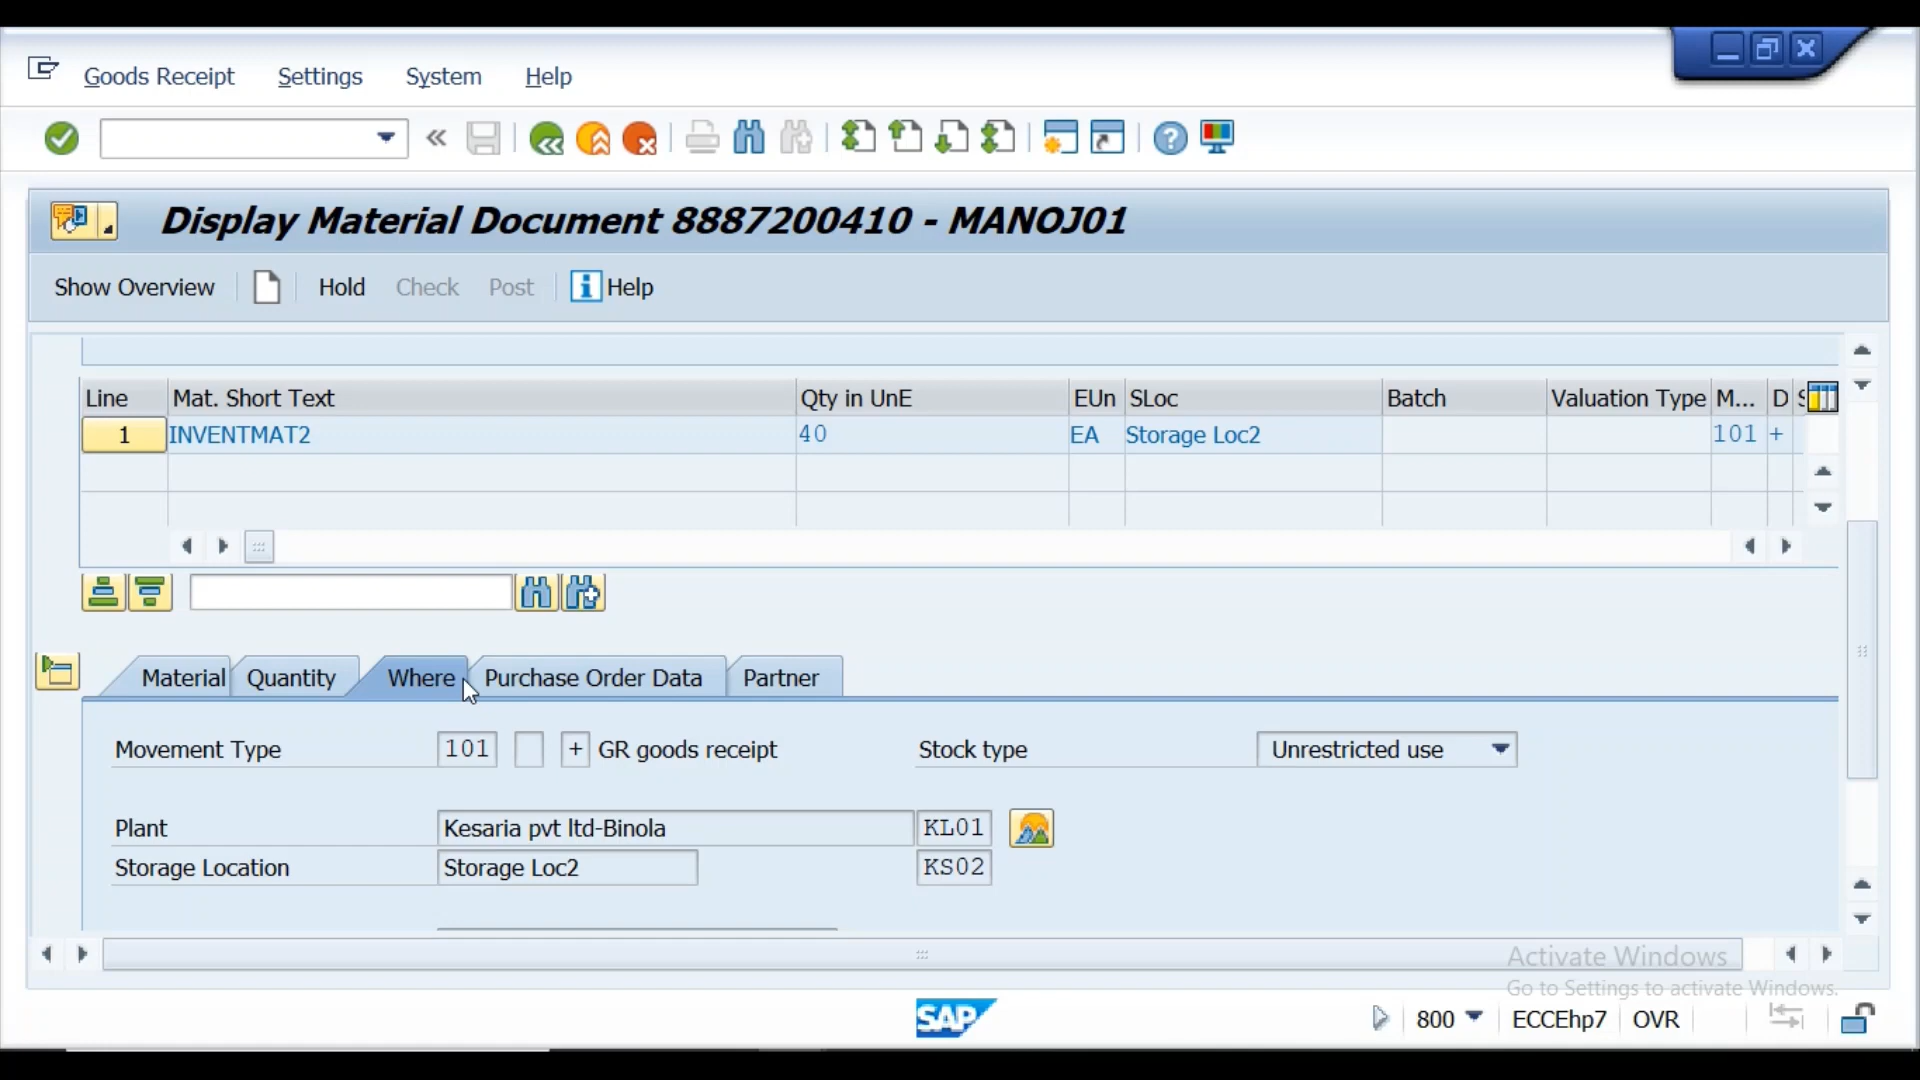 Goods Receipt Settings System Help
Display Material Document 8887200410 - MANOJ01
Show Overview Hold Check Post Help
Line Mat. Short Text Qty in UnE EUn SLoc Batch Valuation Type M... D S
1 INVENTMAT2 40 EA Storage Loc2 101 +
Material Quantity Where Purchase Order Data Partner
Movement Type 101 + GR goods receipt Stock type Unrestricted use
Plant Kesaria pvt ltd-Binola KL01
Storage Location Storage Loc2 KS02
Activate Windows
Go to Settings to activate Windows.
SAP 800 ECCEhp7 OVR